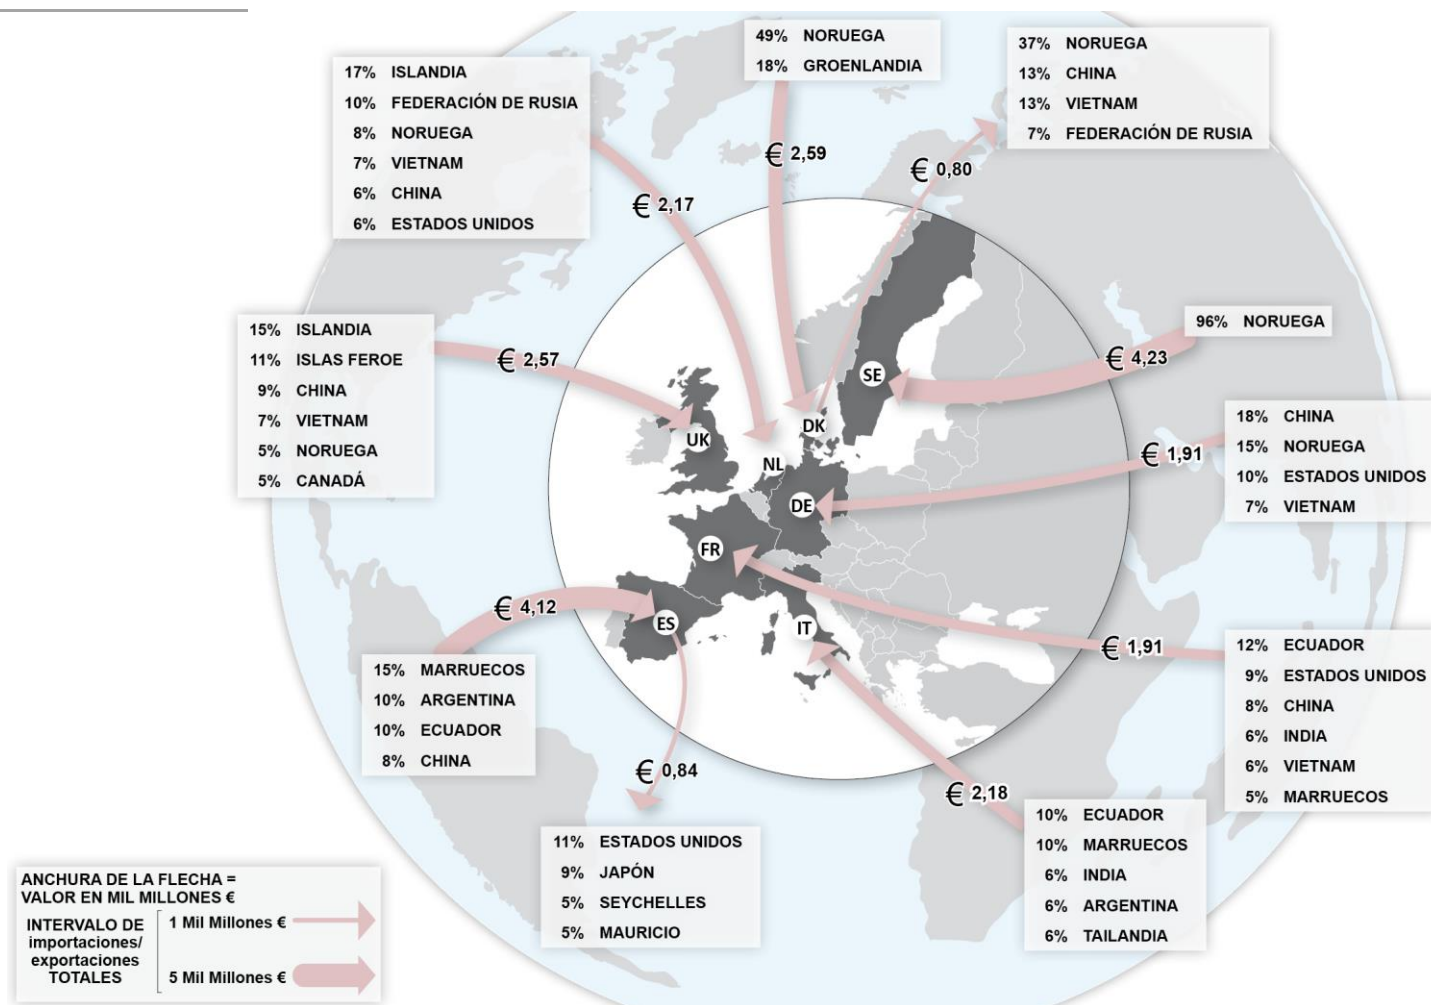 49% NORUEGA
18% GROENLANDIA
37% NORUEGA
13% CHINA
13% VIETNAM
7% FEDERACIÓN DE RUSIA
17% ISLANDIA
10% FEDERACIÓN DE RUSIA
8% NORUEGA
7% VIETNAM
6% CHINA
6% ESTADOS UNIDOS
€ 2,59
€ 0,80
€ 2,17
15% ISLANDIA
11% ISLAS FEROE
9% CHINA
7% VIETNAM
5% NORUEGA
5% CANADÁ
€ 2,57
96% NORUEGA
€ 4,23
SE
DK
UK
NL
DE
FR
ES
IT
18% CHINA
15% NORUEGA
10% ESTADOS UNIDOS
7% VIETNAM
€ 1,91
€ 4,12
15% MARRUECOS
10% ARGENTINA
10% ECUADOR
8% CHINA
€ 1,91
12% ECUADOR
9% ESTADOS UNIDOS
8% CHINA
6% INDIA
6% VIETNAM
5% MARRUECOS
€ 0,84
€ 2,18
11% ESTADOS UNIDOS
9% JAPÓN
5% SEYCHELLES
5% MAURICIO
10% ECUADOR
10% MARRUECOS
6% INDIA
6% ARGENTINA
6% TAILANDIA
ANCHURA DE LA FLECHA =
VALOR EN MIL MILLONES €
INTERVALO DE
importaciones/
exportaciones
TOTALES
1 Mil Millones €
5 Mil Millones €